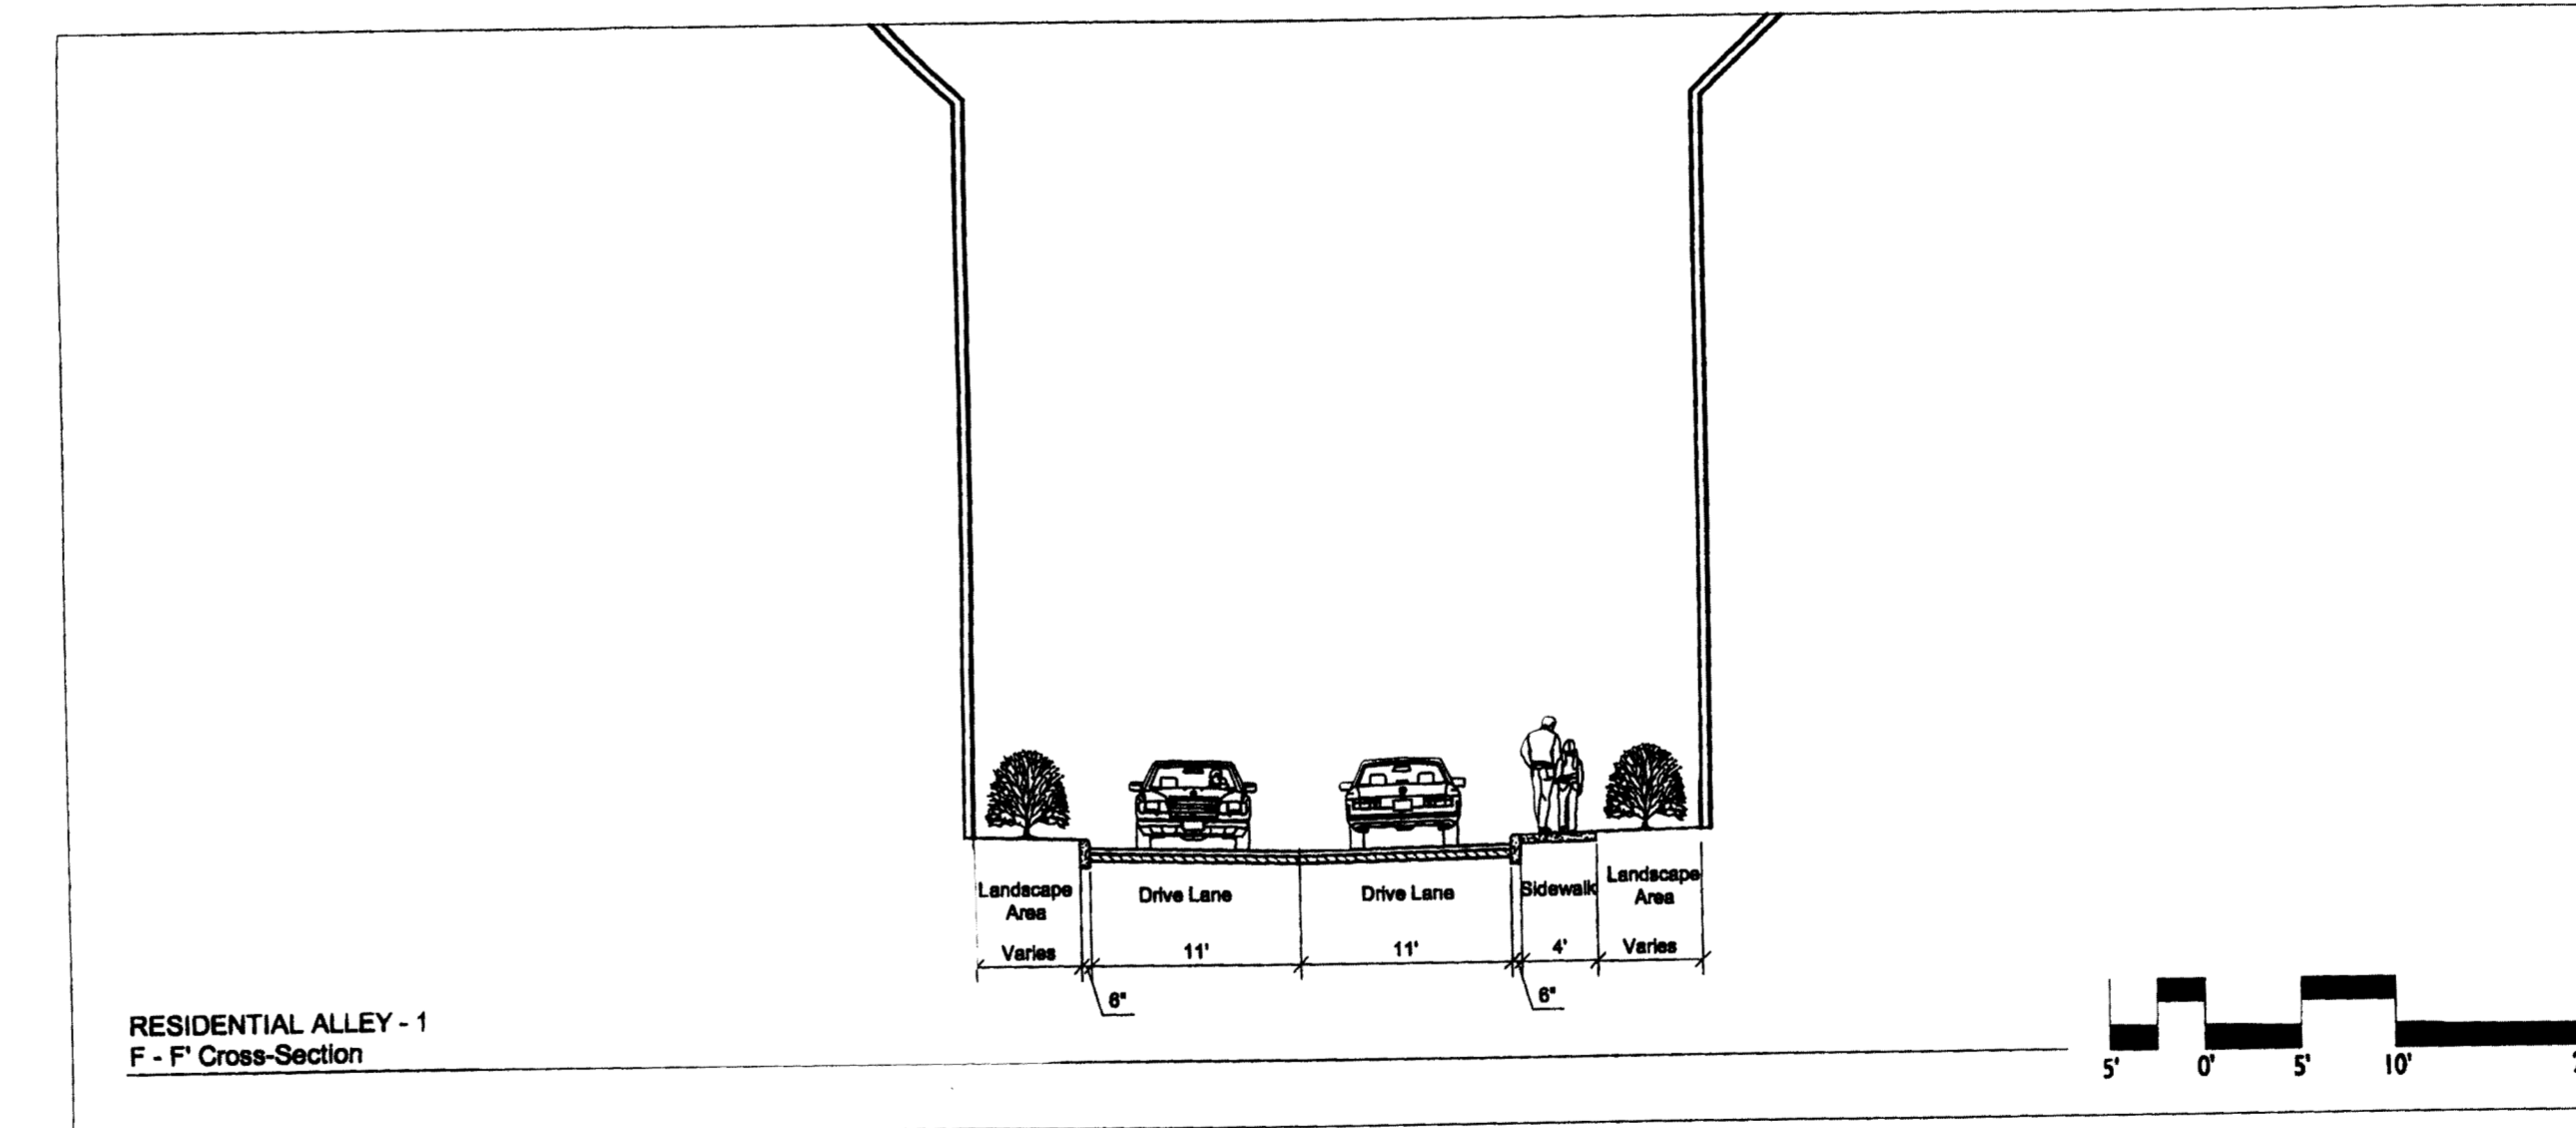 Landscape
Area
Varies
Drive Lane
11'
Drive Lane
11'
Sidewalk
4'
Landscape
Area
Varies
6"
6"
RESIDENTIAL ALLEY - 1
F - F' Cross-Section
5' 0' 5' 10'